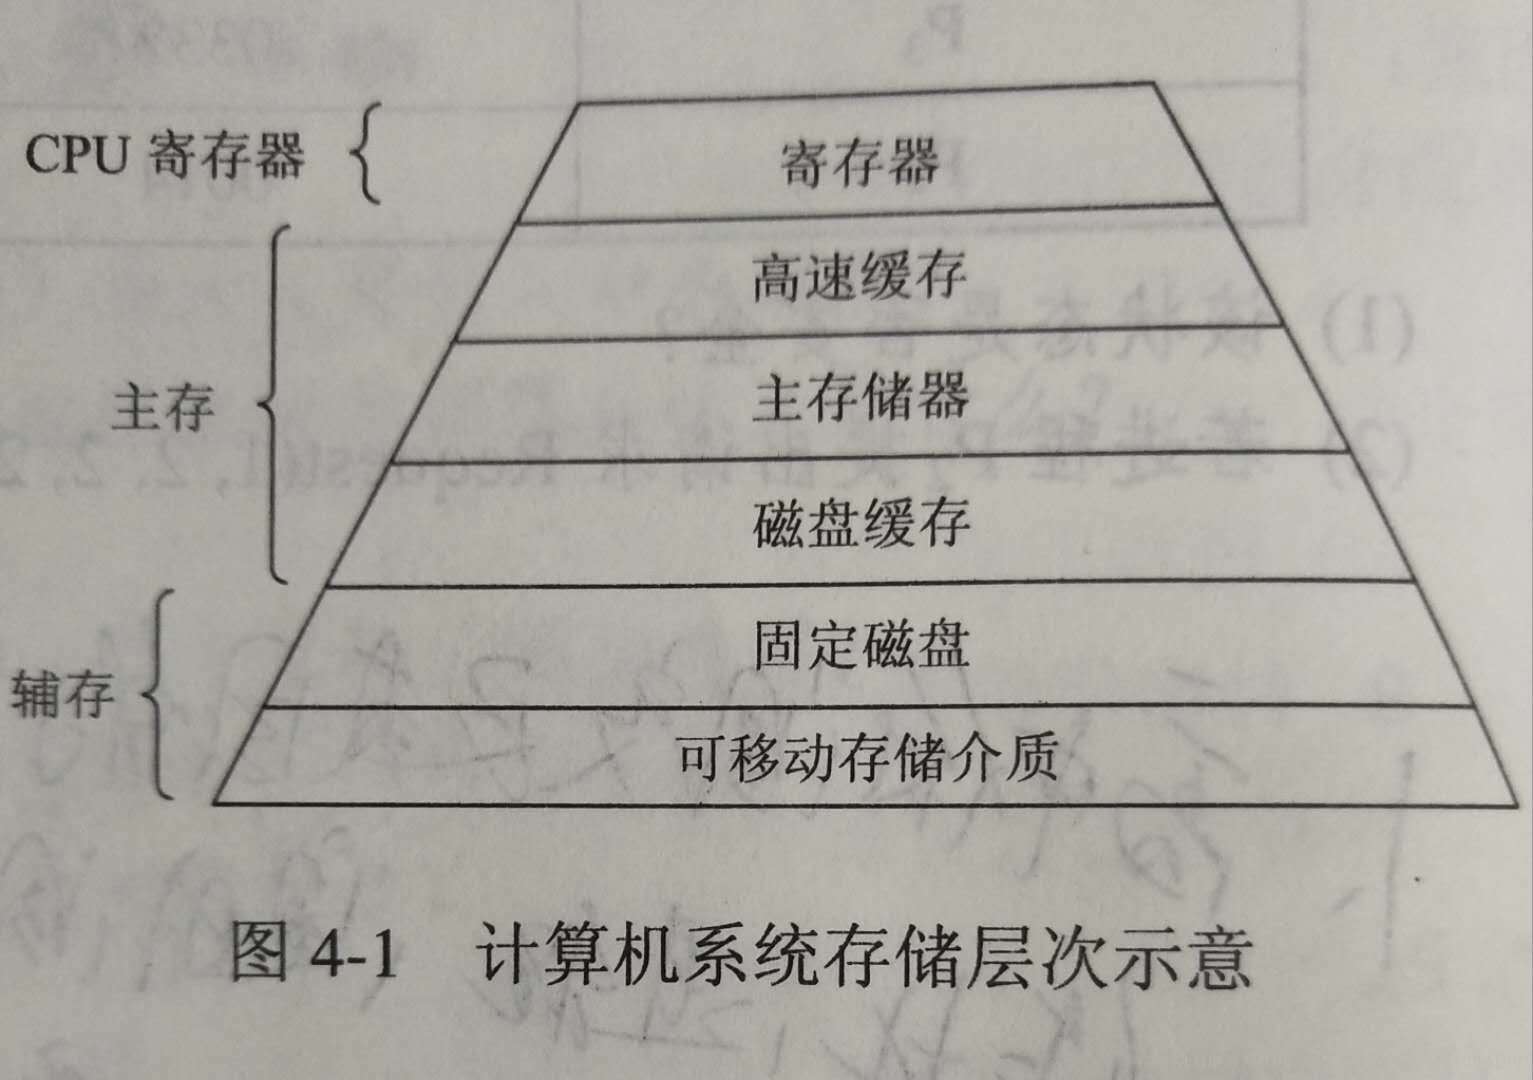 CPU 寄存器
寄存器
高速缓存
主存
主存储器
磁盘缓存
辅存
固定磁盘
可移动存储介质
图 4-1 计算机系统存储层次示意